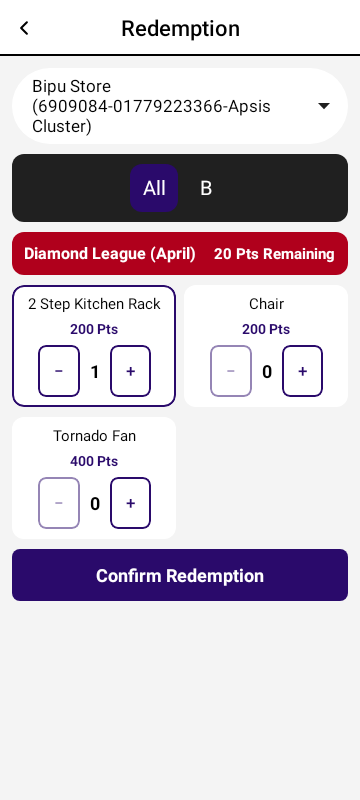 Redemption
Bipu Store
(6909084-01779223366-Apsis
Cluster)
All B
Diamond League (April) 20 Pts Remaining
2 Step Kitchen Rack
200 Pts
− 1 +
Chair
200 Pts
− 0 +
Tornado Fan
400 Pts
− 0 +
Confirm Redemption